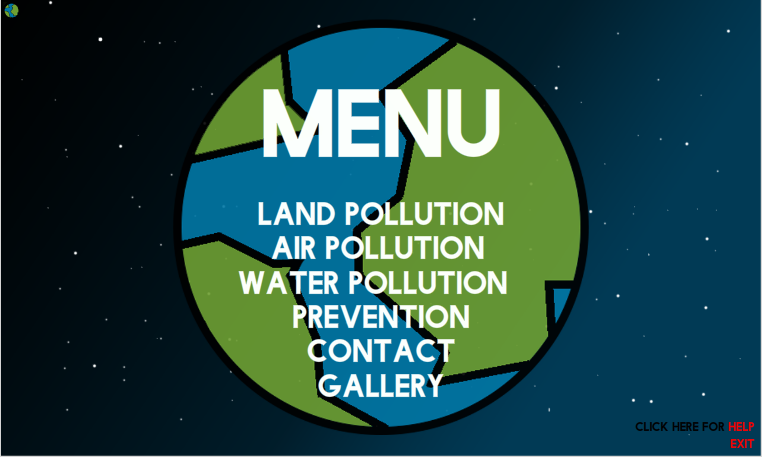 MENU
LAND POLLUTION
AIR POLLUTION
WATER POLLUTION
PREVENTION
CONTACT
GALLERY
CLICK HERE FOR HELP
EXIT